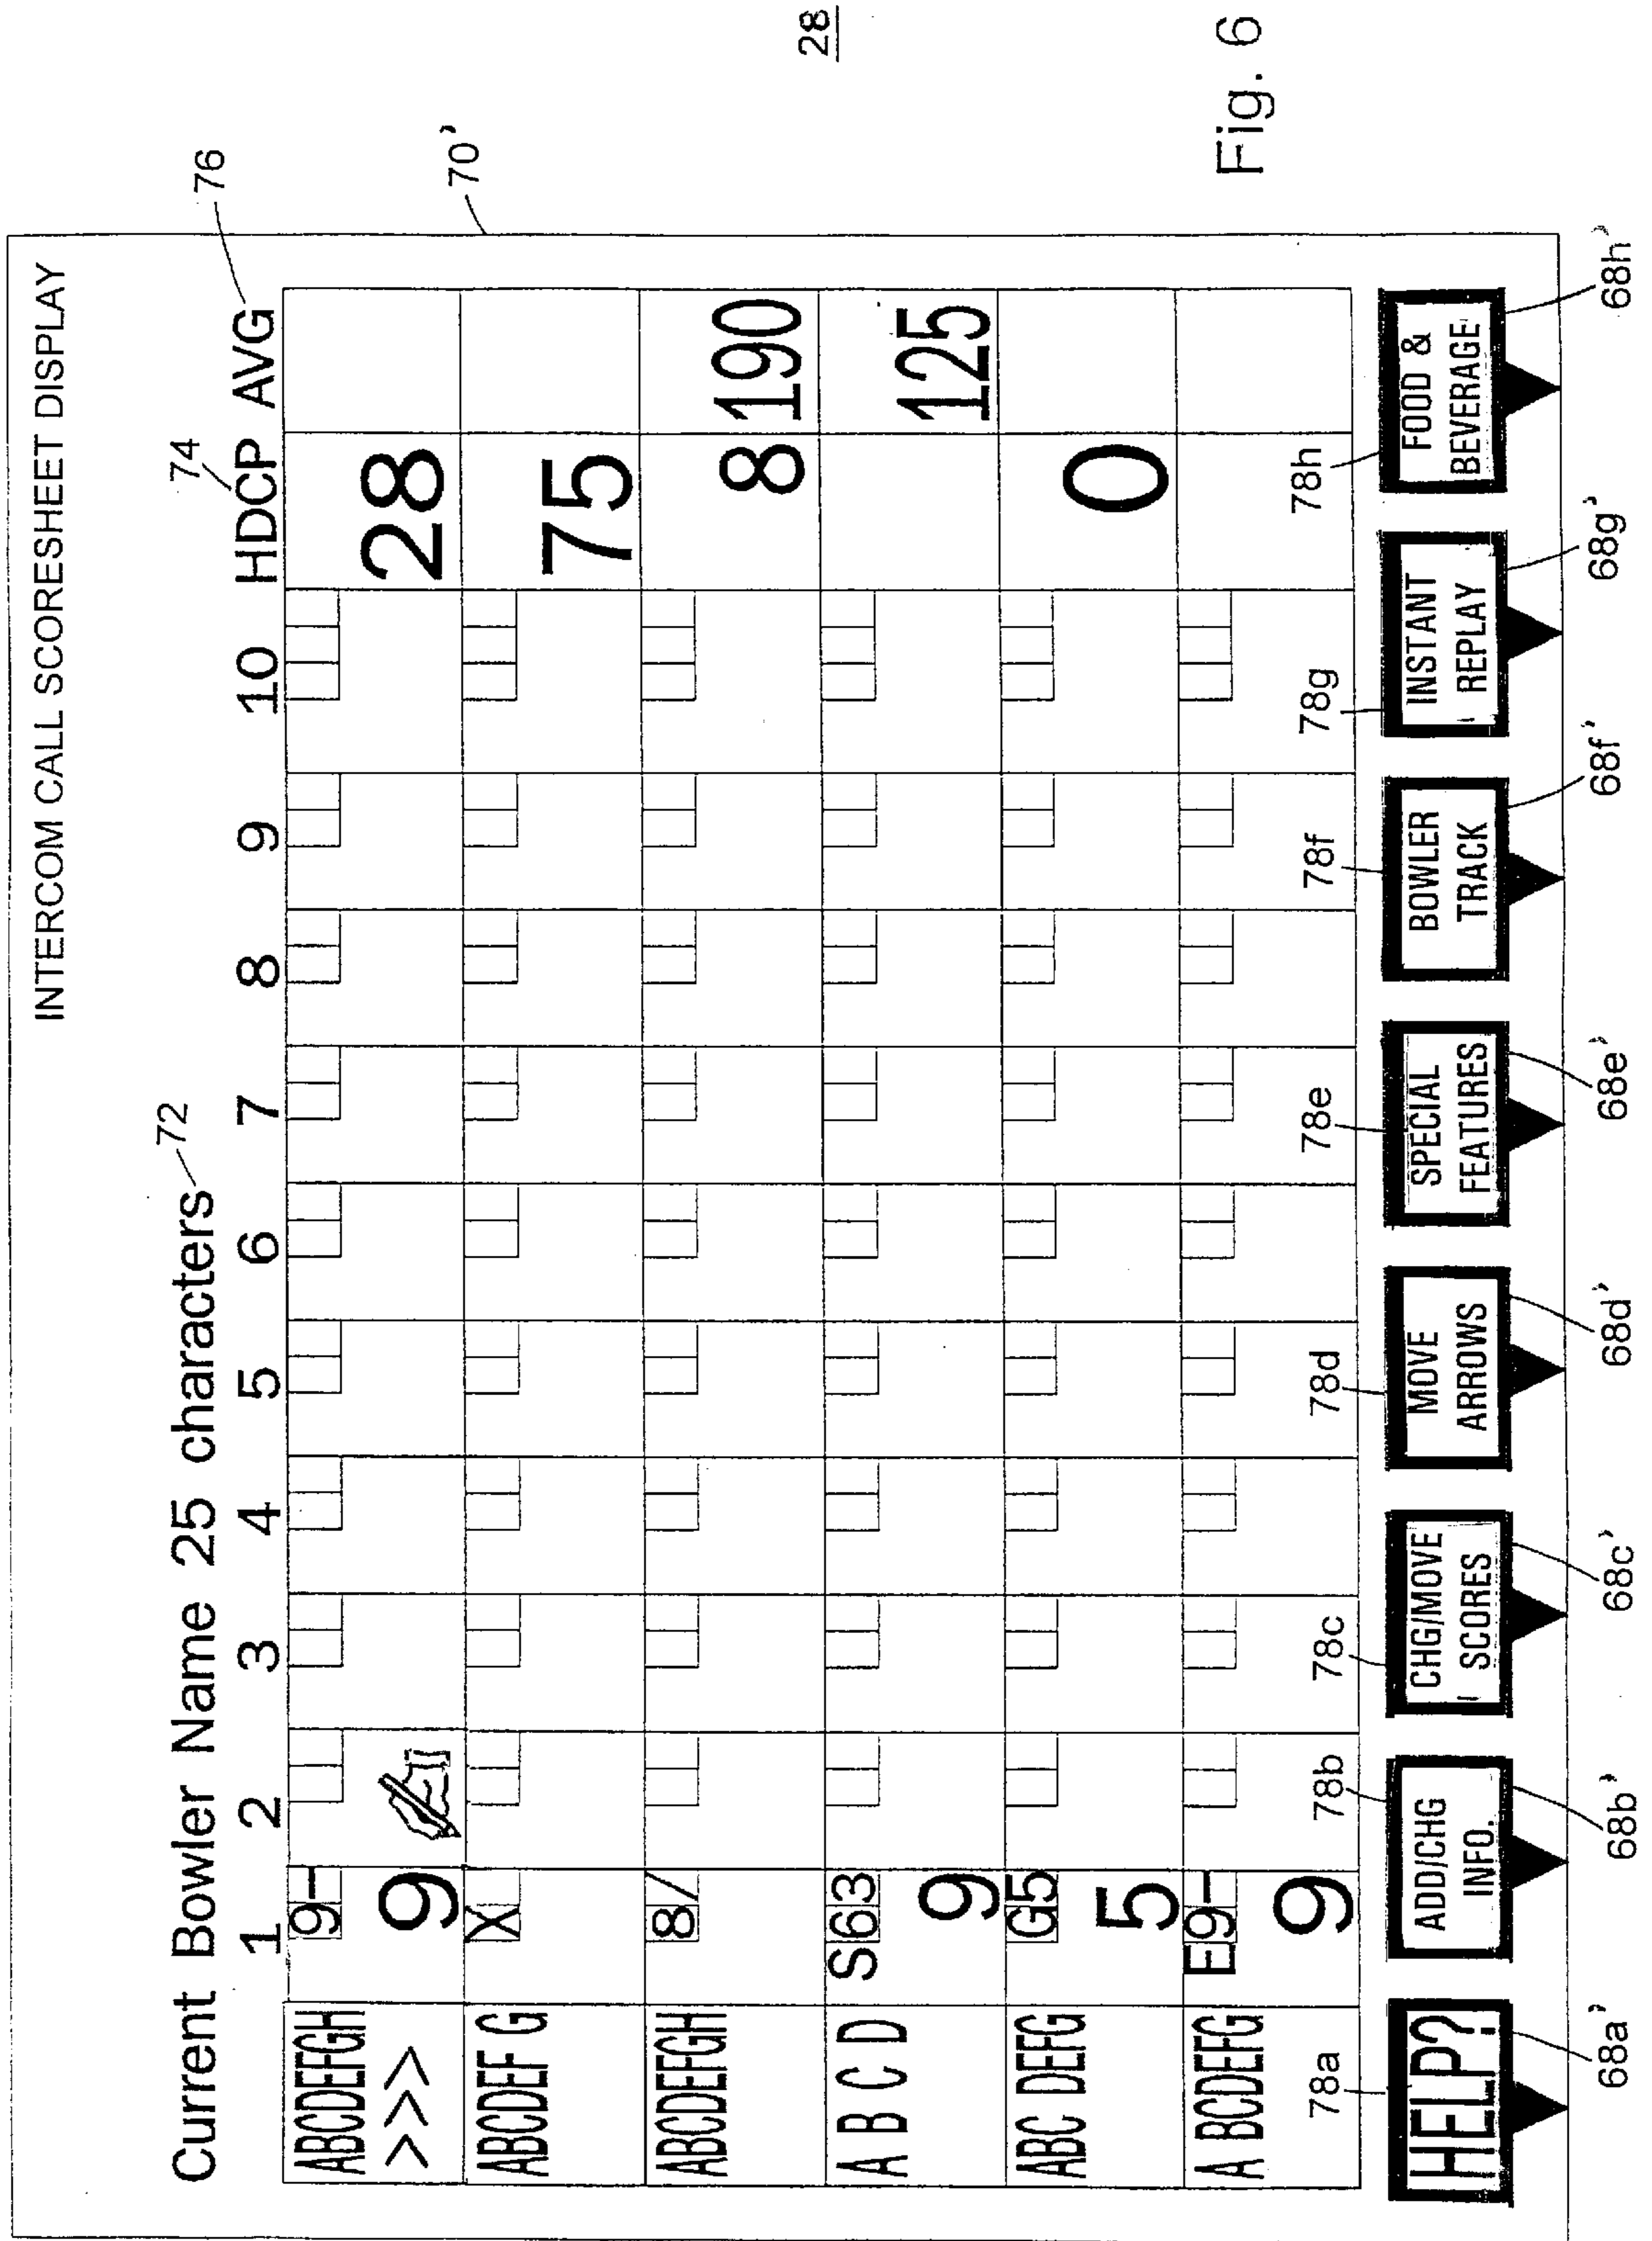 INTERCOM CALL SCORESHEET DISPLAY
Current Bowler Name 25 characters 72
1 2 3 4 5 6 7 8 9 10 HDCP AVG
74
76
70'
ABCDEFGH 9-
>>> 9 28
ABCDEF G X
75
ABCDEFGH 8/
8 190
A B C D S63
9 125
ABC DEFG G5
5 0
A BCDEFG E9-
9
78a 78b 78c 78d 78e 78f 78g 78h
HELP?
ADD/CHG
INFO.
CHG/MOVE
SCORES
MOVE
ARROWS
SPECIAL
FEATURES
BOWLER
TRACK
INSTANT
REPLAY
FOOD &
BEVERAGE
68a' 68b' 68c' 68d' 68e' 68f' 68g' 68h'
28
Fig. 6